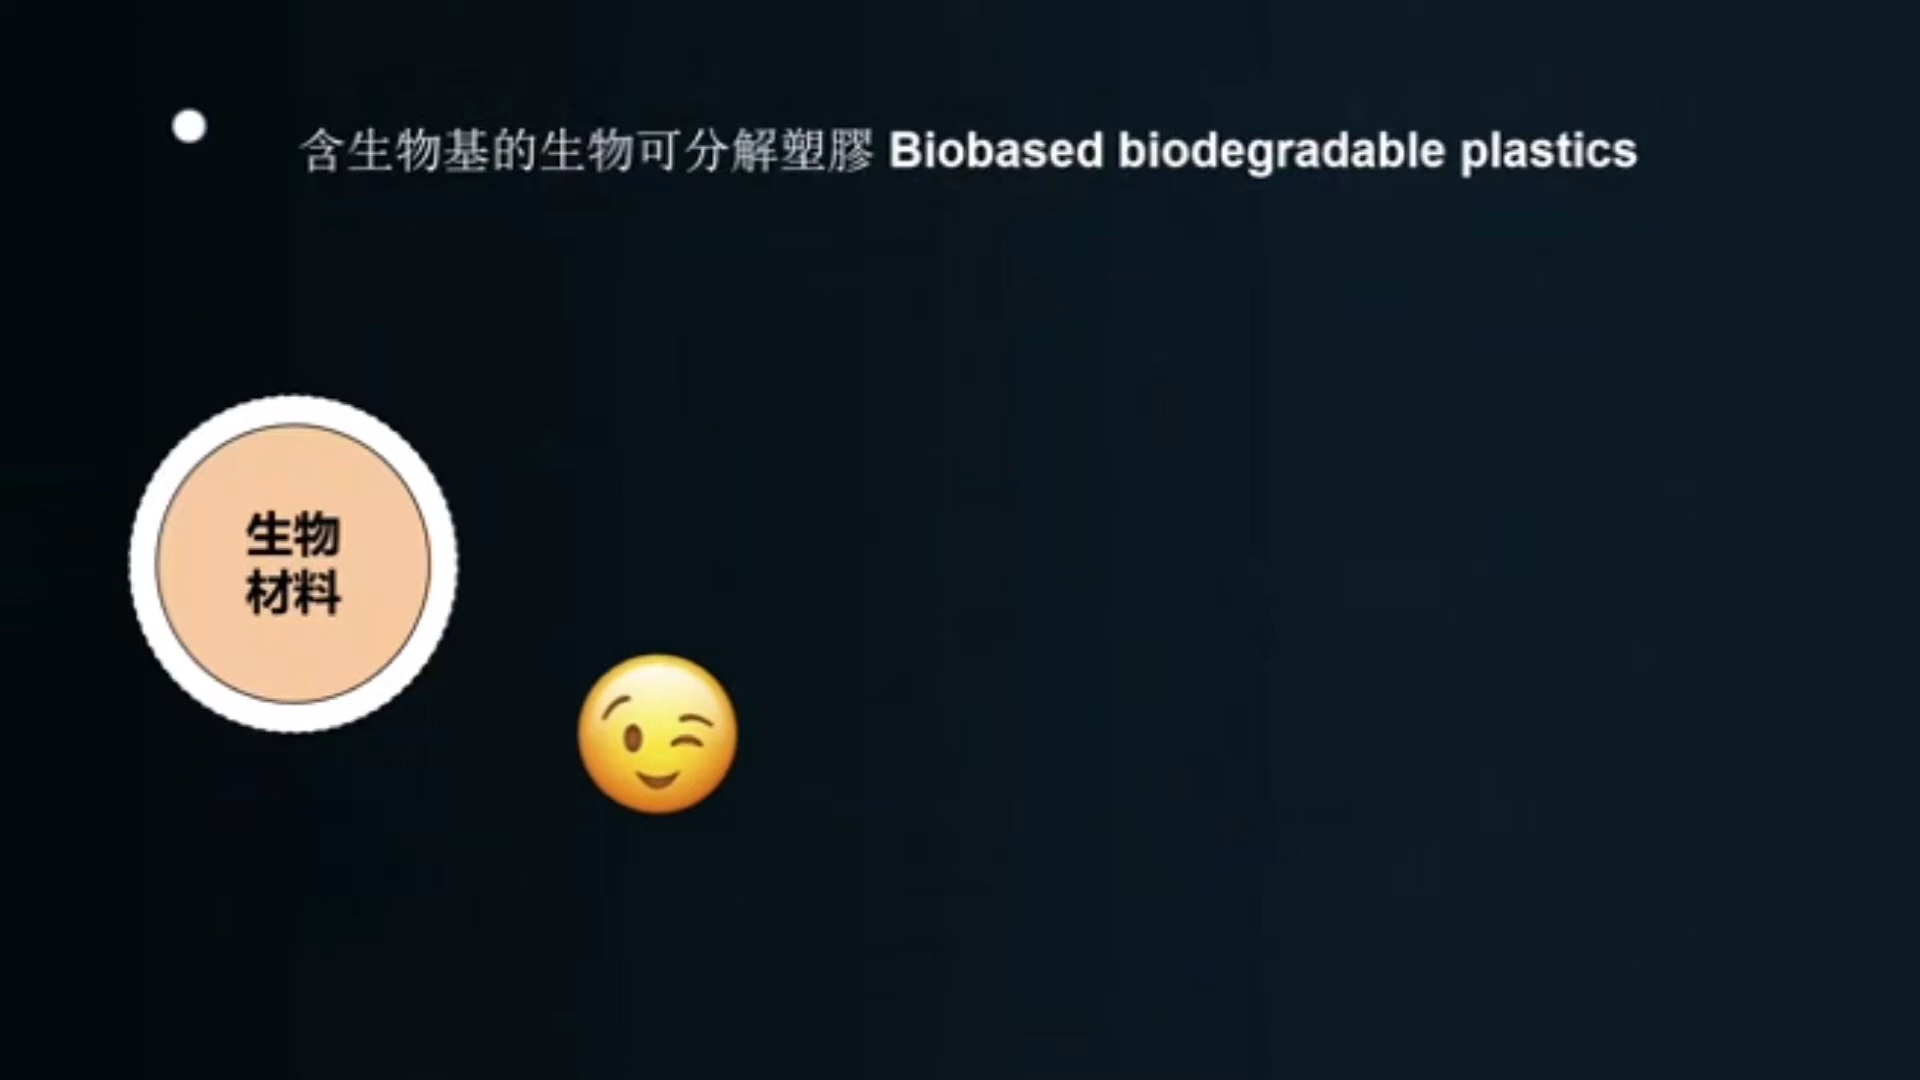 含生物基的生物可分解塑膠 Biobased biodegradable plastics
生物
材料